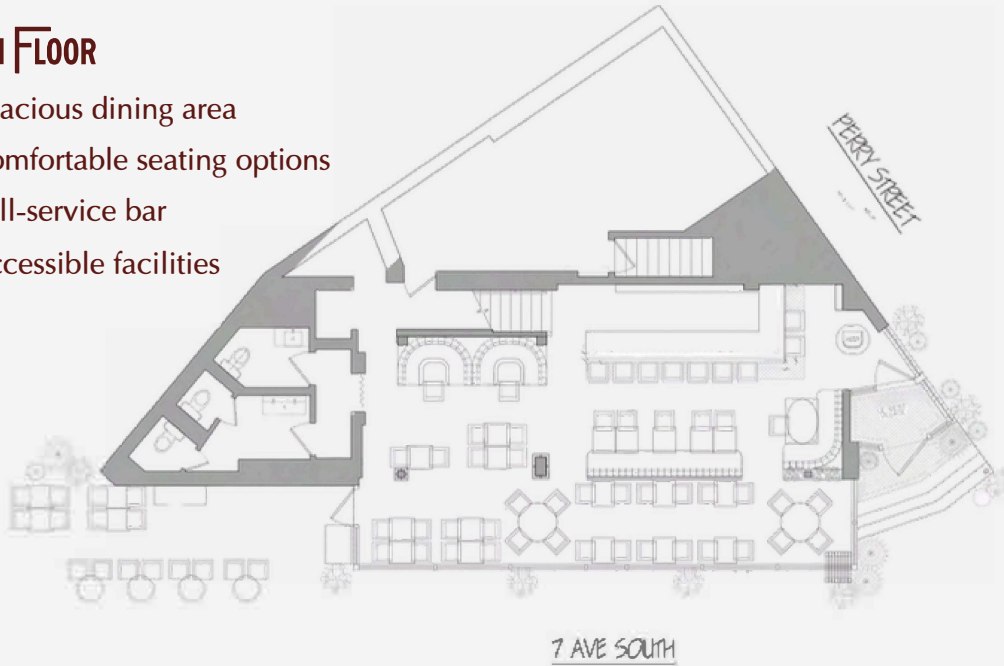 FLOOR
acious dining area
omfortable seating options
ll-service bar
ccessible facilities
PERRY STREET
7 AVE SOUTH